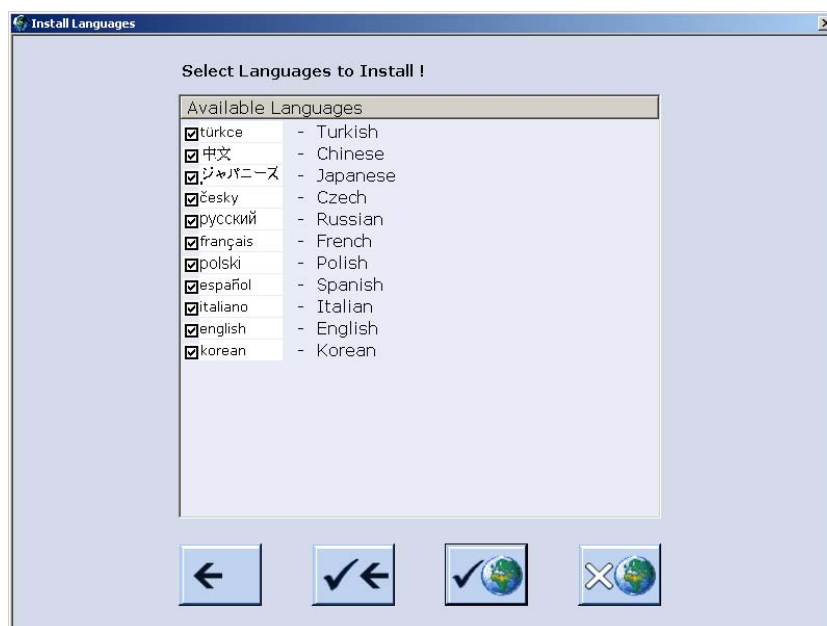 Install Languages
Select Languages to Install !
Available Languages
türkce - Turkish
中文 - Chinese
ジャパニーズ - Japanese
česky - Czech
русский - Russian
français - French
polski - Polish
español - Spanish
italiano - Italian
english - English
korean - Korean